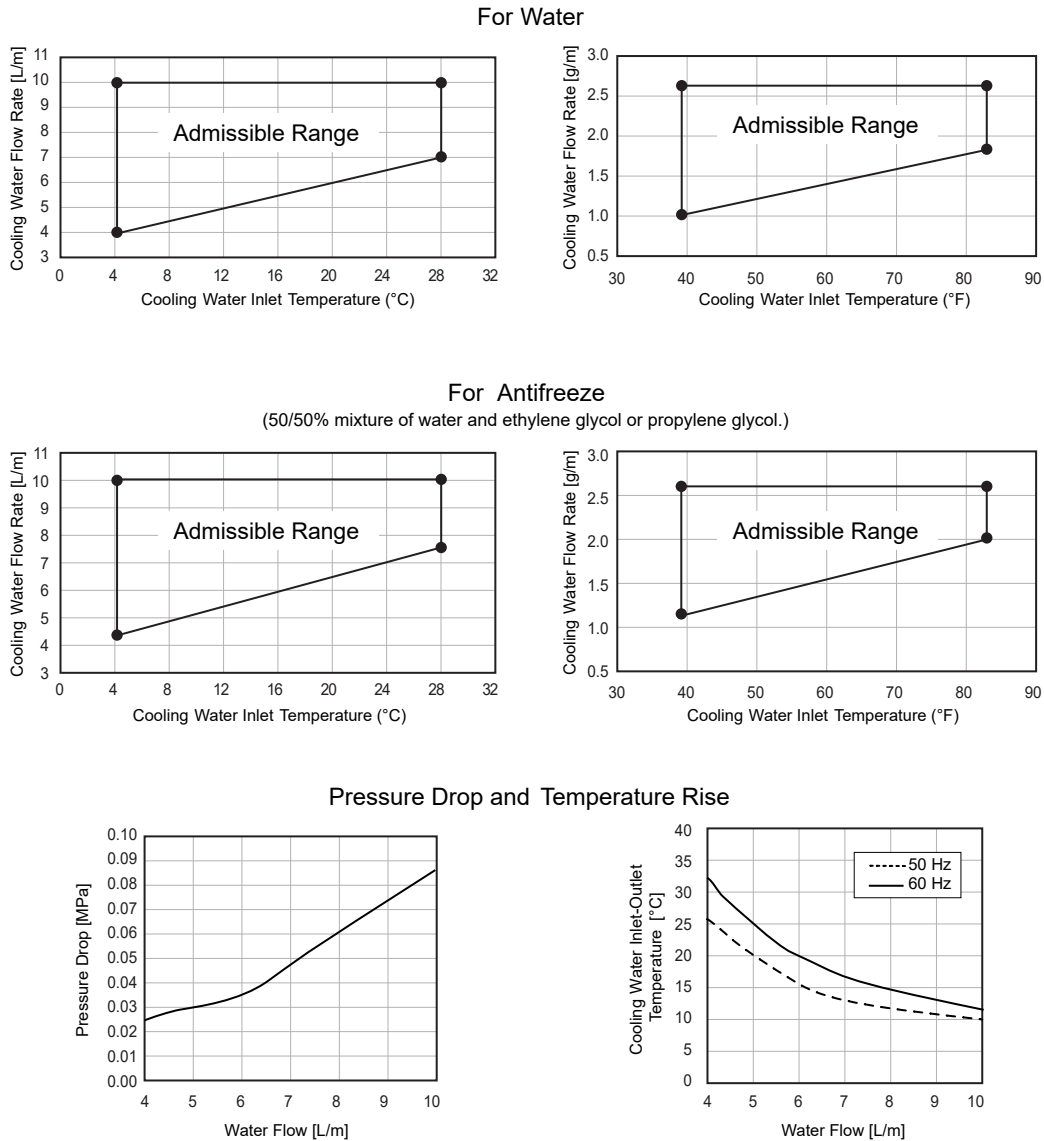 For Water
Cooling Water Flow Rate [L/m]
11
10
9
8
7
6
5
4
3
Admissible Range
0 4 8 12 16 20 24 28 32
Cooling Water Inlet Temperature (°C)
Cooling Water Flow Rate [g/m]
3.0
2.5
2.0
1.5
1.0
0.5
Admissible Range
30 40 50 60 70 80 90
Cooling Water Inlet Temperature (°F)
For Antifreeze
(50/50% mixture of water and ethylene glycol or propylene glycol.)
Cooling Water Flow Rate [L/m]
11
10
9
8
7
6
5
4
3
Admissible Range
0 4 8 12 16 20 24 28 32
Cooling Water Inlet Temperature (°C)
Cooling Water Flow Rate [g/m]
3.0
2.5
2.0
1.5
1.0
0.5
Admissible Range
30 40 50 60 70 80 90
Cooling Water Inlet Temperature (°F)
Pressure Drop and Temperature Rise
Pressure Drop [MPa]
0.10
0.09
0.08
0.07
0.06
0.05
0.04
0.03
0.02
0.01
0.00
4 5 6 7 8 9 10
Water Flow [L/m]
Cooling Water Inlet-Outlet
Temperature [°C]
40
35
30
25
20
15
10
5
0
50 Hz
60 Hz
4 5 6 7 8 9 10
Water Flow [L/m]